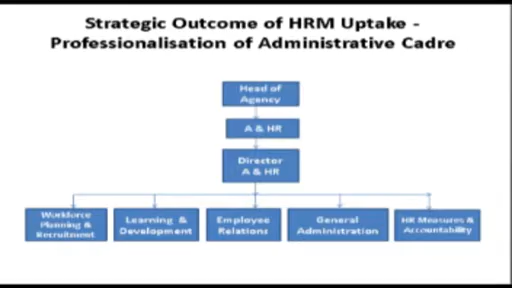 Strategic Outcome of HRM Uptake -
Professionalisation of Administrative Cadre
Head of
Agency
A & HR
Director
A & HR
Workforce
Planning &
Recruitment
Learning &
Development
Employee
Relations
General
Administration
HR Measures &
Accountability